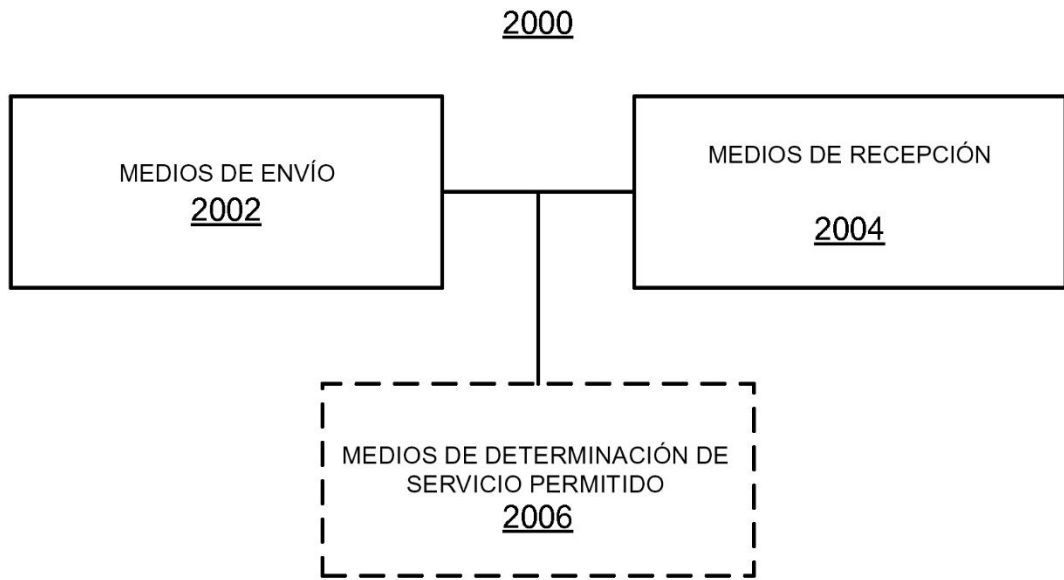 2000
MEDIOS DE ENVÍO
2002
MEDIOS DE RECEPCIÓN
2004
MEDIOS DE DETERMINACIÓN DE
SERVICIO PERMITIDO
2006